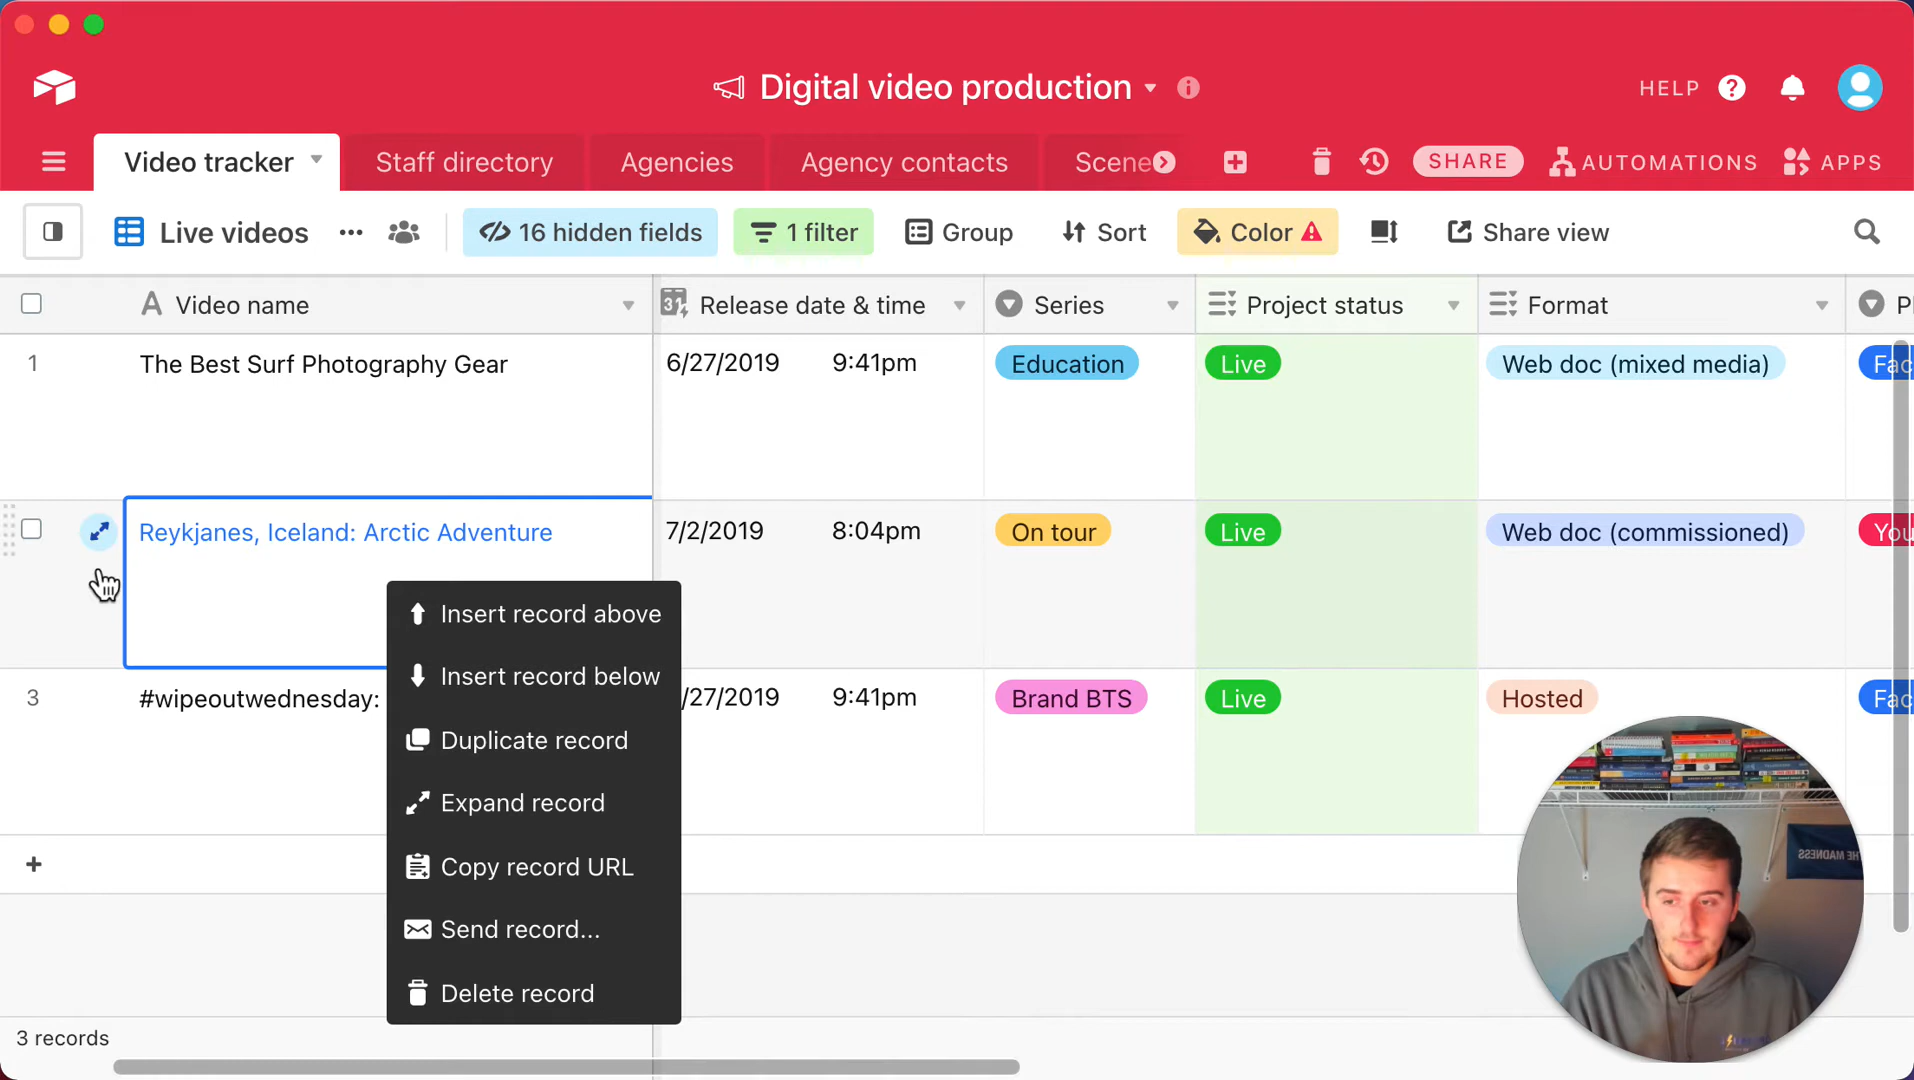 Digital video production
HELP
Video tracker
Staff directory
Agencies
Agency contacts
Scene
SHARE
AUTOMATIONS
APPS
Live videos
16 hidden fields
1 filter
Group
Sort
Color
Share view
Video name
Release date & time
Series
Project status
Format
1
The Best Surf Photography Gear
6/27/2019 9:41pm
Education
Live
Web doc (mixed media)
Fac
Reykjanes, Iceland: Arctic Adventure
7/2/2019 8:04pm
On tour
Live
Web doc (commissioned)
You
3
#wipeoutwednesday:
/27/2019 9:41pm
Brand BTS
Live
Hosted
Fac
Insert record above
Insert record below
Duplicate record
Expand record
Copy record URL
Send record...
Delete record
3 records